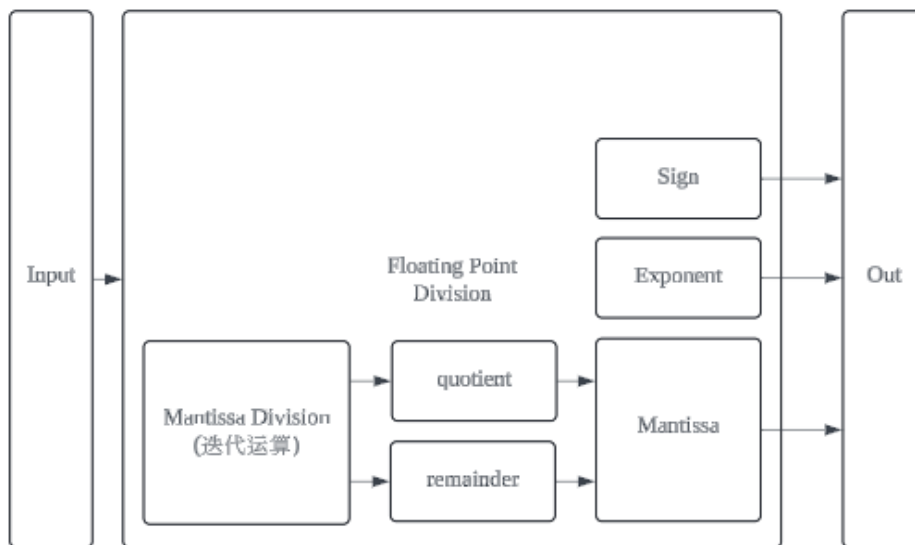 Input
Floating Point
Division
Sign
Exponent
Out
Mantissa Division
(迭代运算)
quotient
remainder
Mantissa